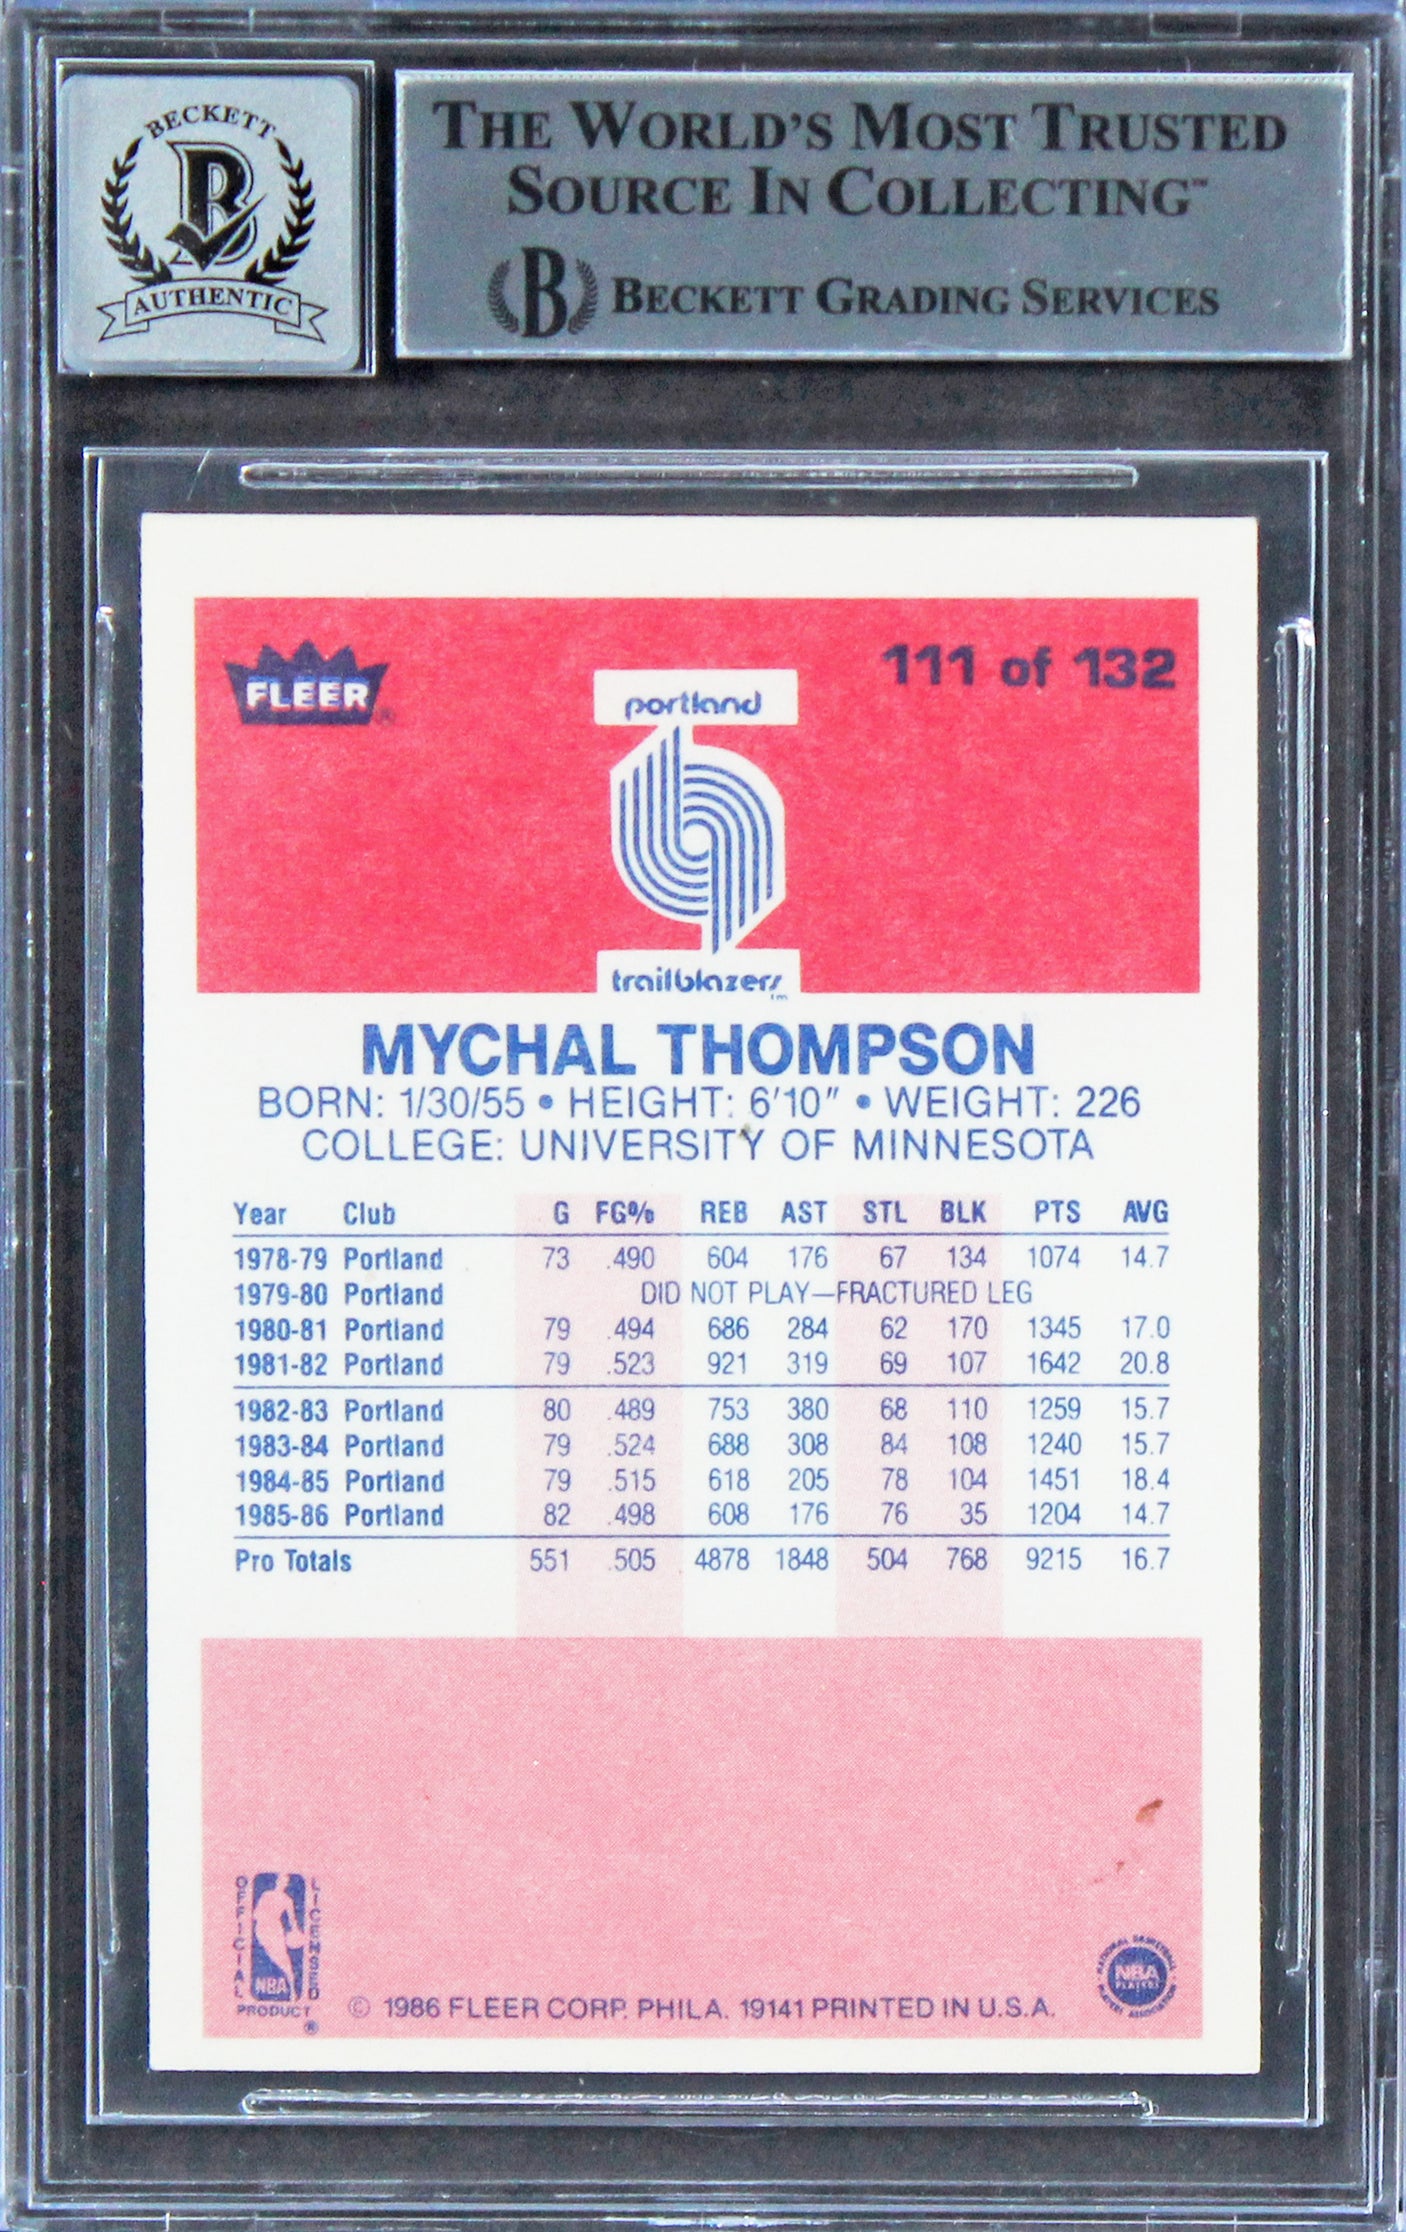 BECKETT
B
AUTHENTIC
THE WORLD'S MOST TRUSTED
SOURCE IN COLLECTING™
B BECKETT GRADING SERVICES
FLEER®
111 of 132
portland
trailblazers™
MYCHAL THOMPSON
BORN: 1/30/55 • HEIGHT: 6'10" • WEIGHT: 226
COLLEGE: UNIVERSITY OF MINNESOTA
Year Club G FG% REB AST STL BLK PTS AVG
1978-79 Portland 73 .490 604 176 67 134 1074 14.7
1979-80 Portland DID NOT PLAY—FRACTURED LEG
1980-81 Portland 79 .494 686 284 62 170 1345 17.0
1981-82 Portland 79 .523 921 319 69 107 1642 20.8
1982-83 Portland 80 .489 753 380 68 110 1259 15.7
1983-84 Portland 79 .524 688 308 84 108 1240 15.7
1984-85 Portland 79 .515 618 205 78 104 1451 18.4
1985-86 Portland 82 .498 608 176 76 35 1204 14.7
Pro Totals 551 .505 4878 1848 504 768 9215 16.7
OFFICIAL
LICENSED
NBA
PRODUCT
®
© 1986 FLEER CORP. PHILA. 19141 PRINTED IN U.S.A.
NATIONAL BASKETBALL
NBA
PLAYERS
PLAYERS ASSOCIATION